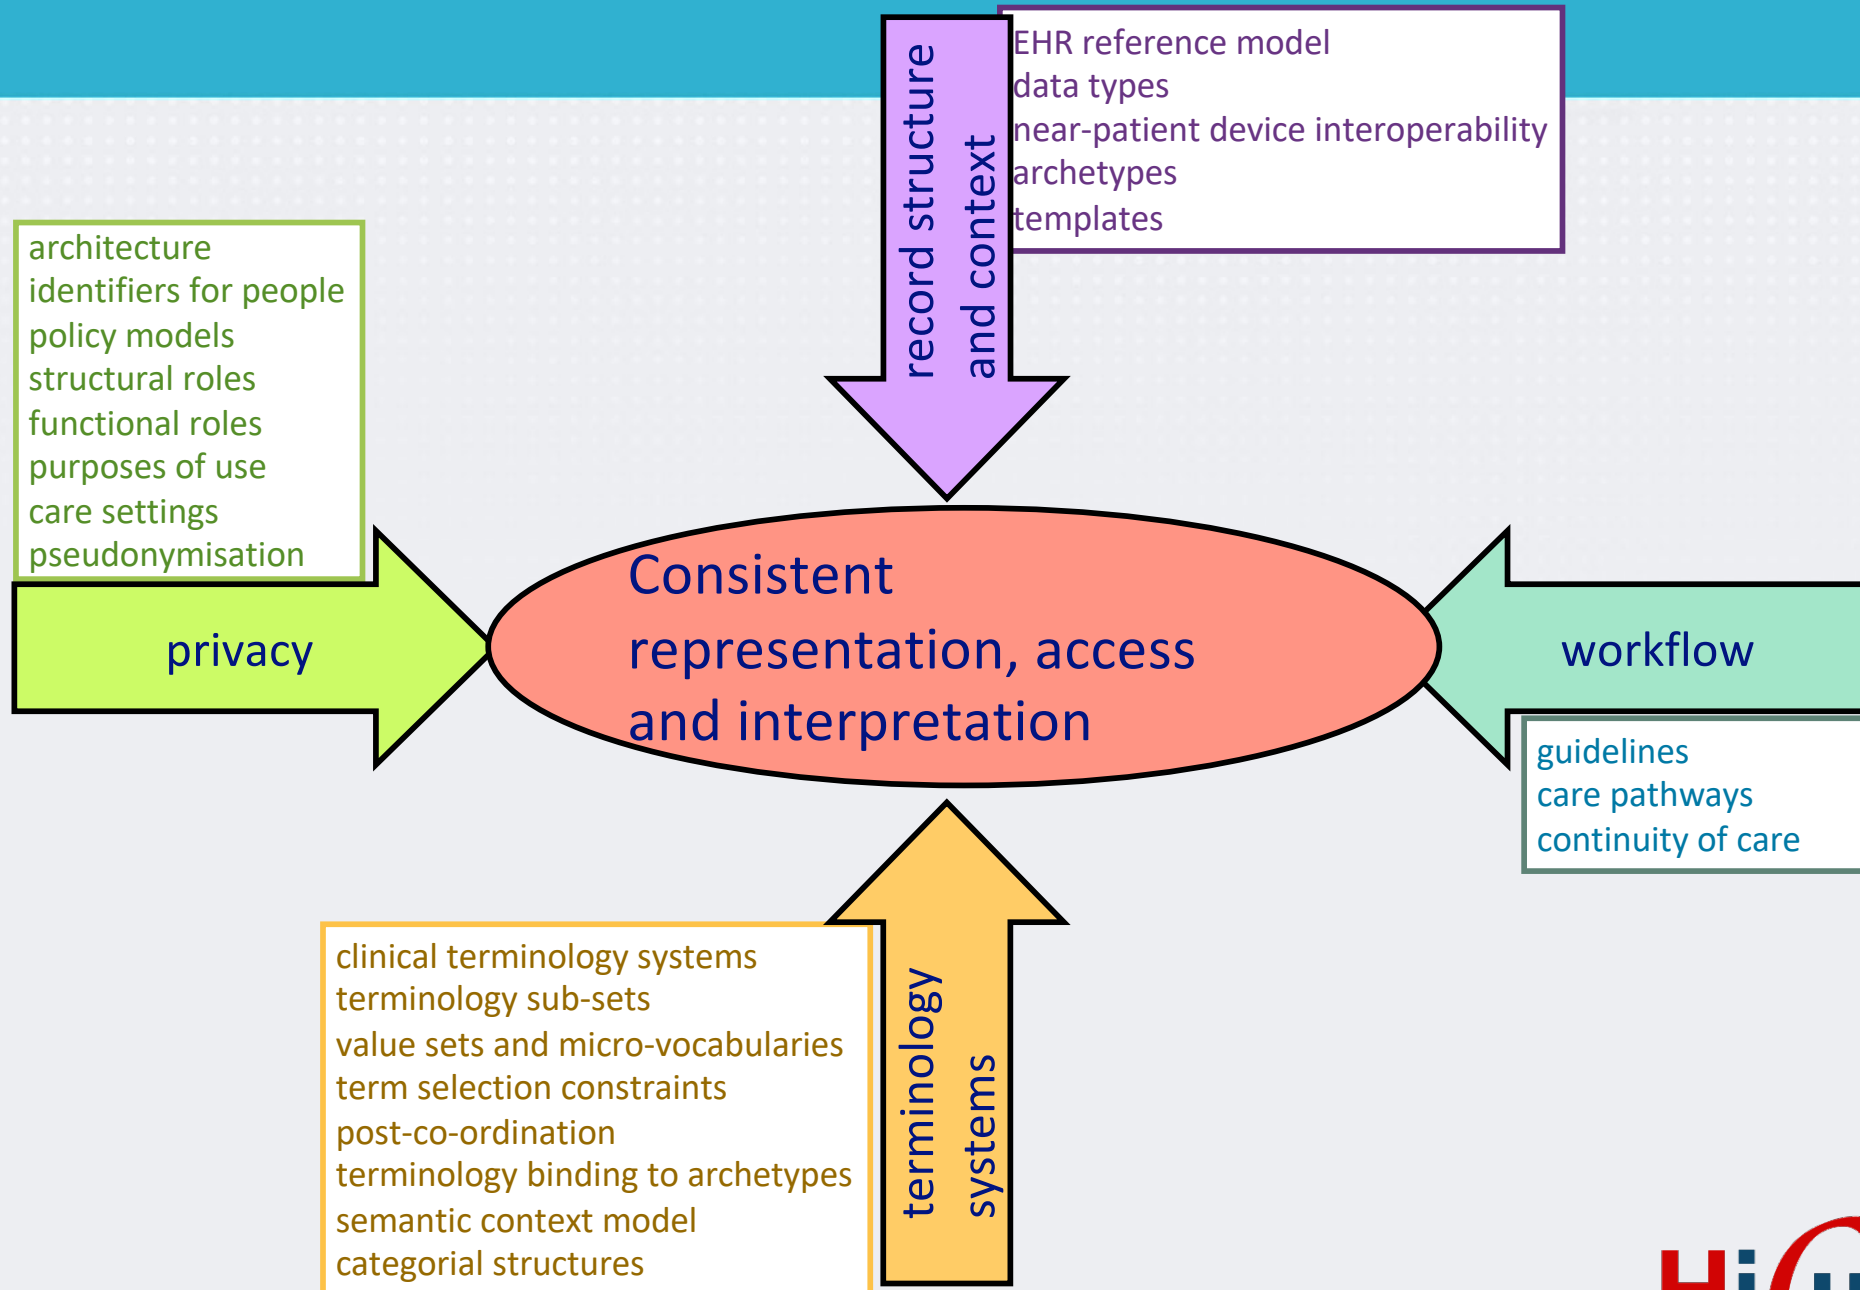 EHR reference model
data types
near-patient device interoperability
archetypes
templates
record structure
and context
architecture
identifiers for people
policy models
structural roles
functional roles
purposes of use
care settings
pseudonymisation
privacy
Consistent
representation, access
and interpretation
workflow
guidelines
care pathways
continuity of care
clinical terminology systems
terminology sub-sets
value sets and micro-vocabularies
term selection constraints
post-co-ordination
terminology binding to archetypes
semantic context model
categorial structures
terminology
systems